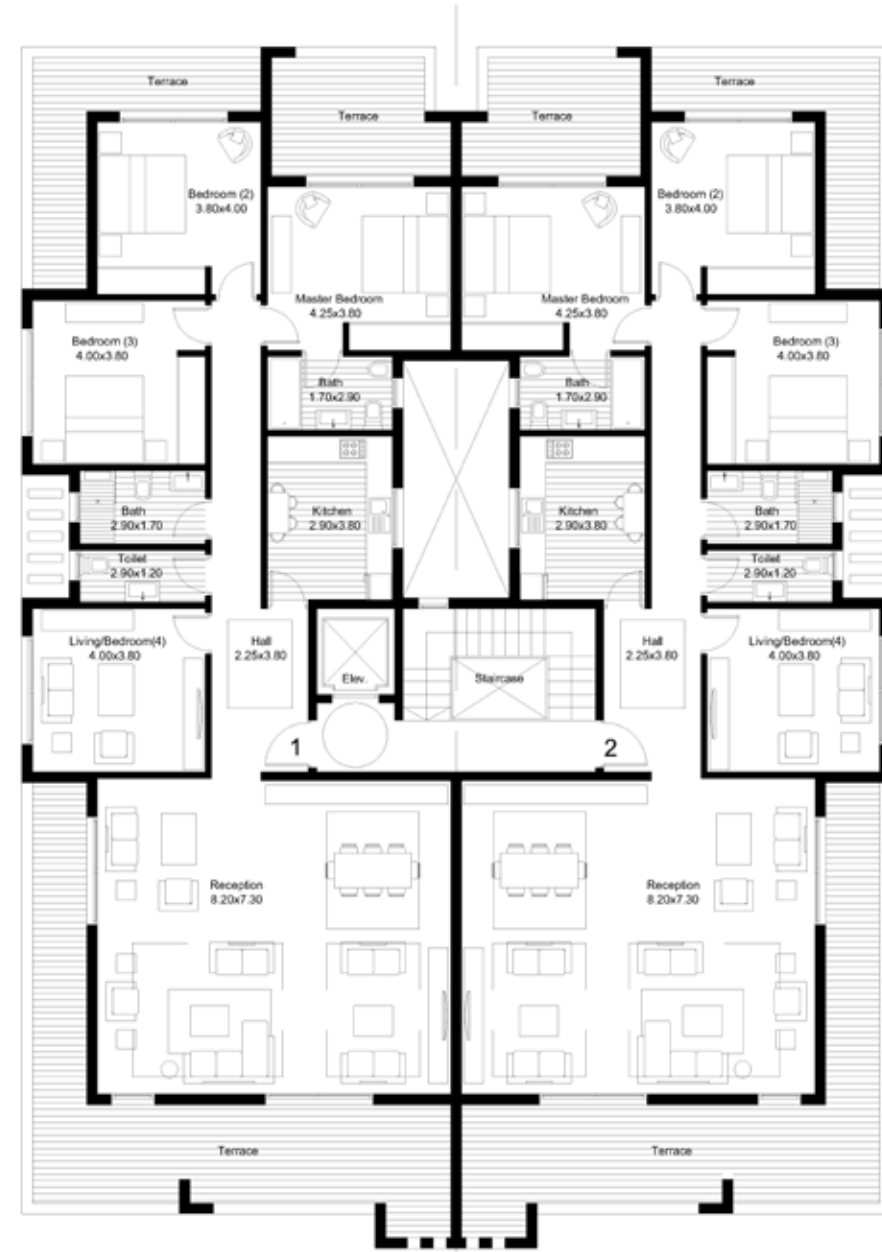 Terrace
Terrace
Terrace
Terrace
Bedroom (2)
3.80x4.00
Bedroom (2)
3.80x4.00
Master Bedroom
4.25x3.80
Master Bedroom
4.25x3.80
Bedroom (3)
4.00x3.80
Bedroom (3)
4.00x3.80
Bath
1.70x2.90
Bath
1.70x2.90
Bath
2.90x1.70
Kitchen
2.90x3.80
Kitchen
2.90x3.80
Bath
2.90x1.70
Toilet
2.90x1.20
Toilet
2.90x1.20
Living/Bedroom(4)
4.00x3.80
Hall
2.25x3.80
Hall
2.25x3.80
Living/Bedroom(4)
4.00x3.80
Elev.
Staircase
1
2
Reception
8.20x7.30
Reception
8.20x7.30
Terrace
Terrace